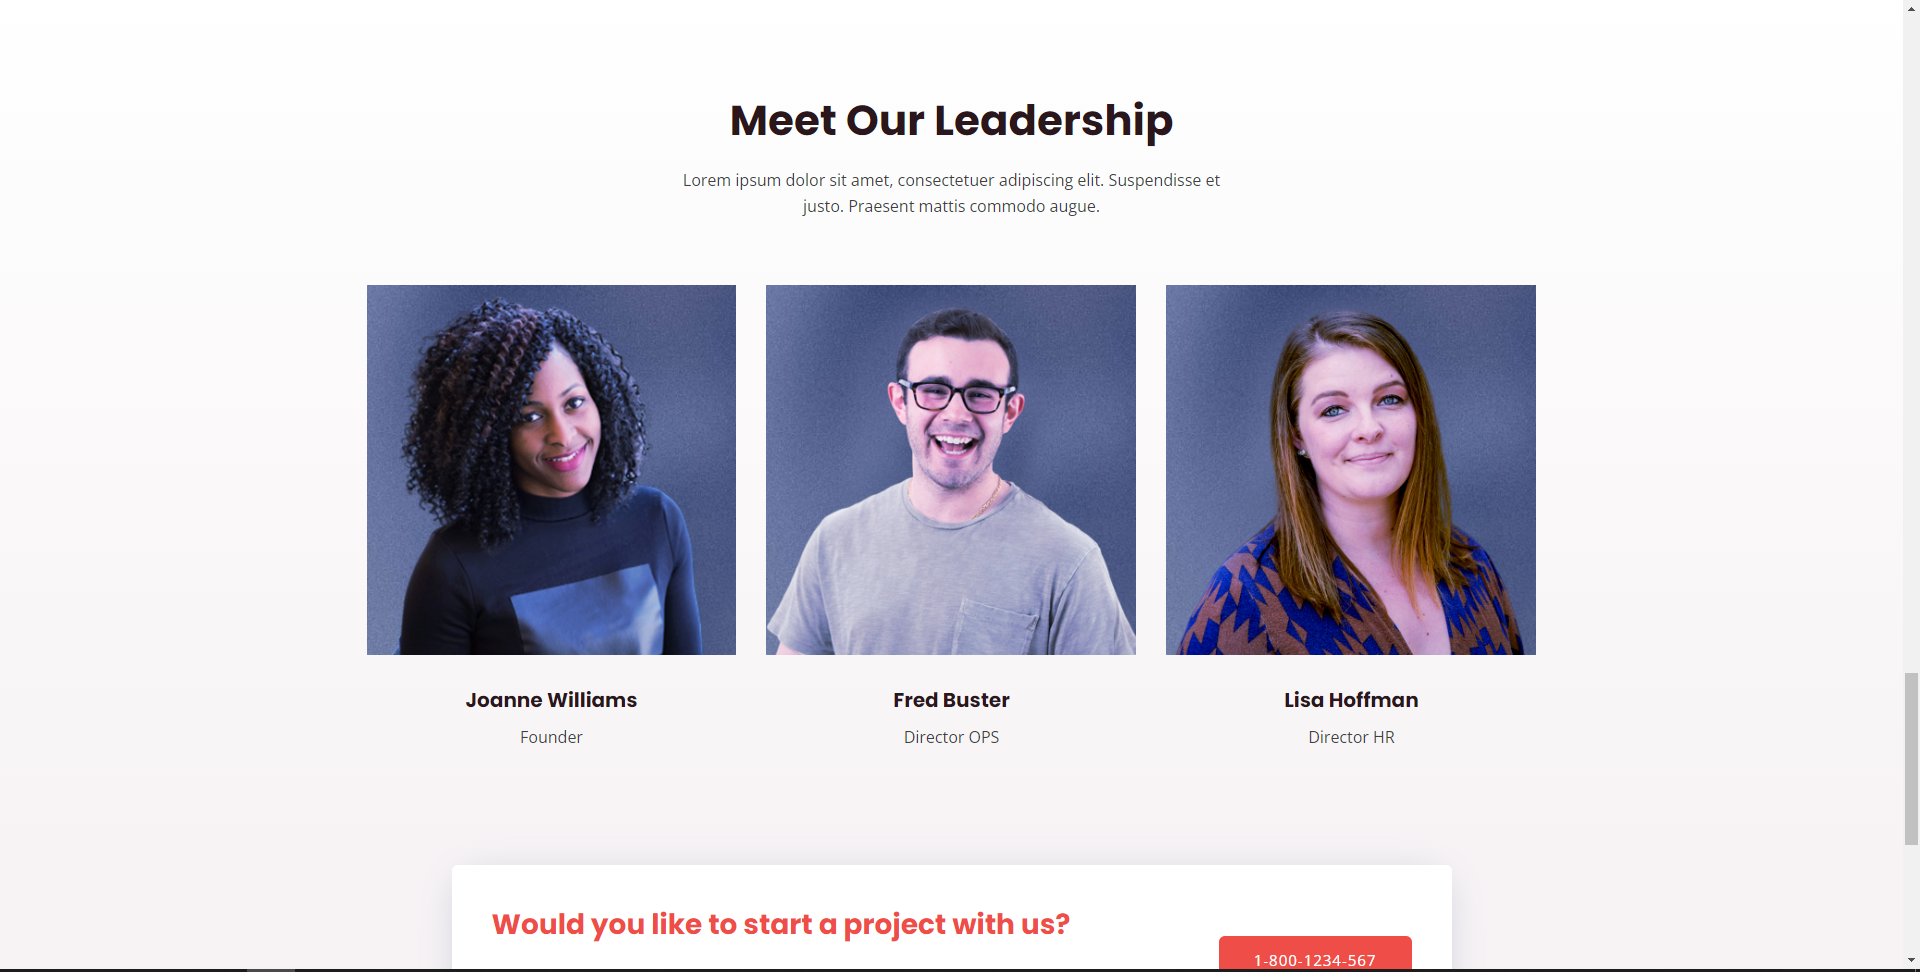 Meet Our Leadership
Lorem ipsum dolor sit amet, consectetuer adipiscing elit. Suspendisse et
justo. Praesent mattis commodo augue.
Joanne Williams
Founder
Fred Buster
Director OPS
Lisa Hoffman
Director HR
Would you like to start a project with us?
1-800-1234-567